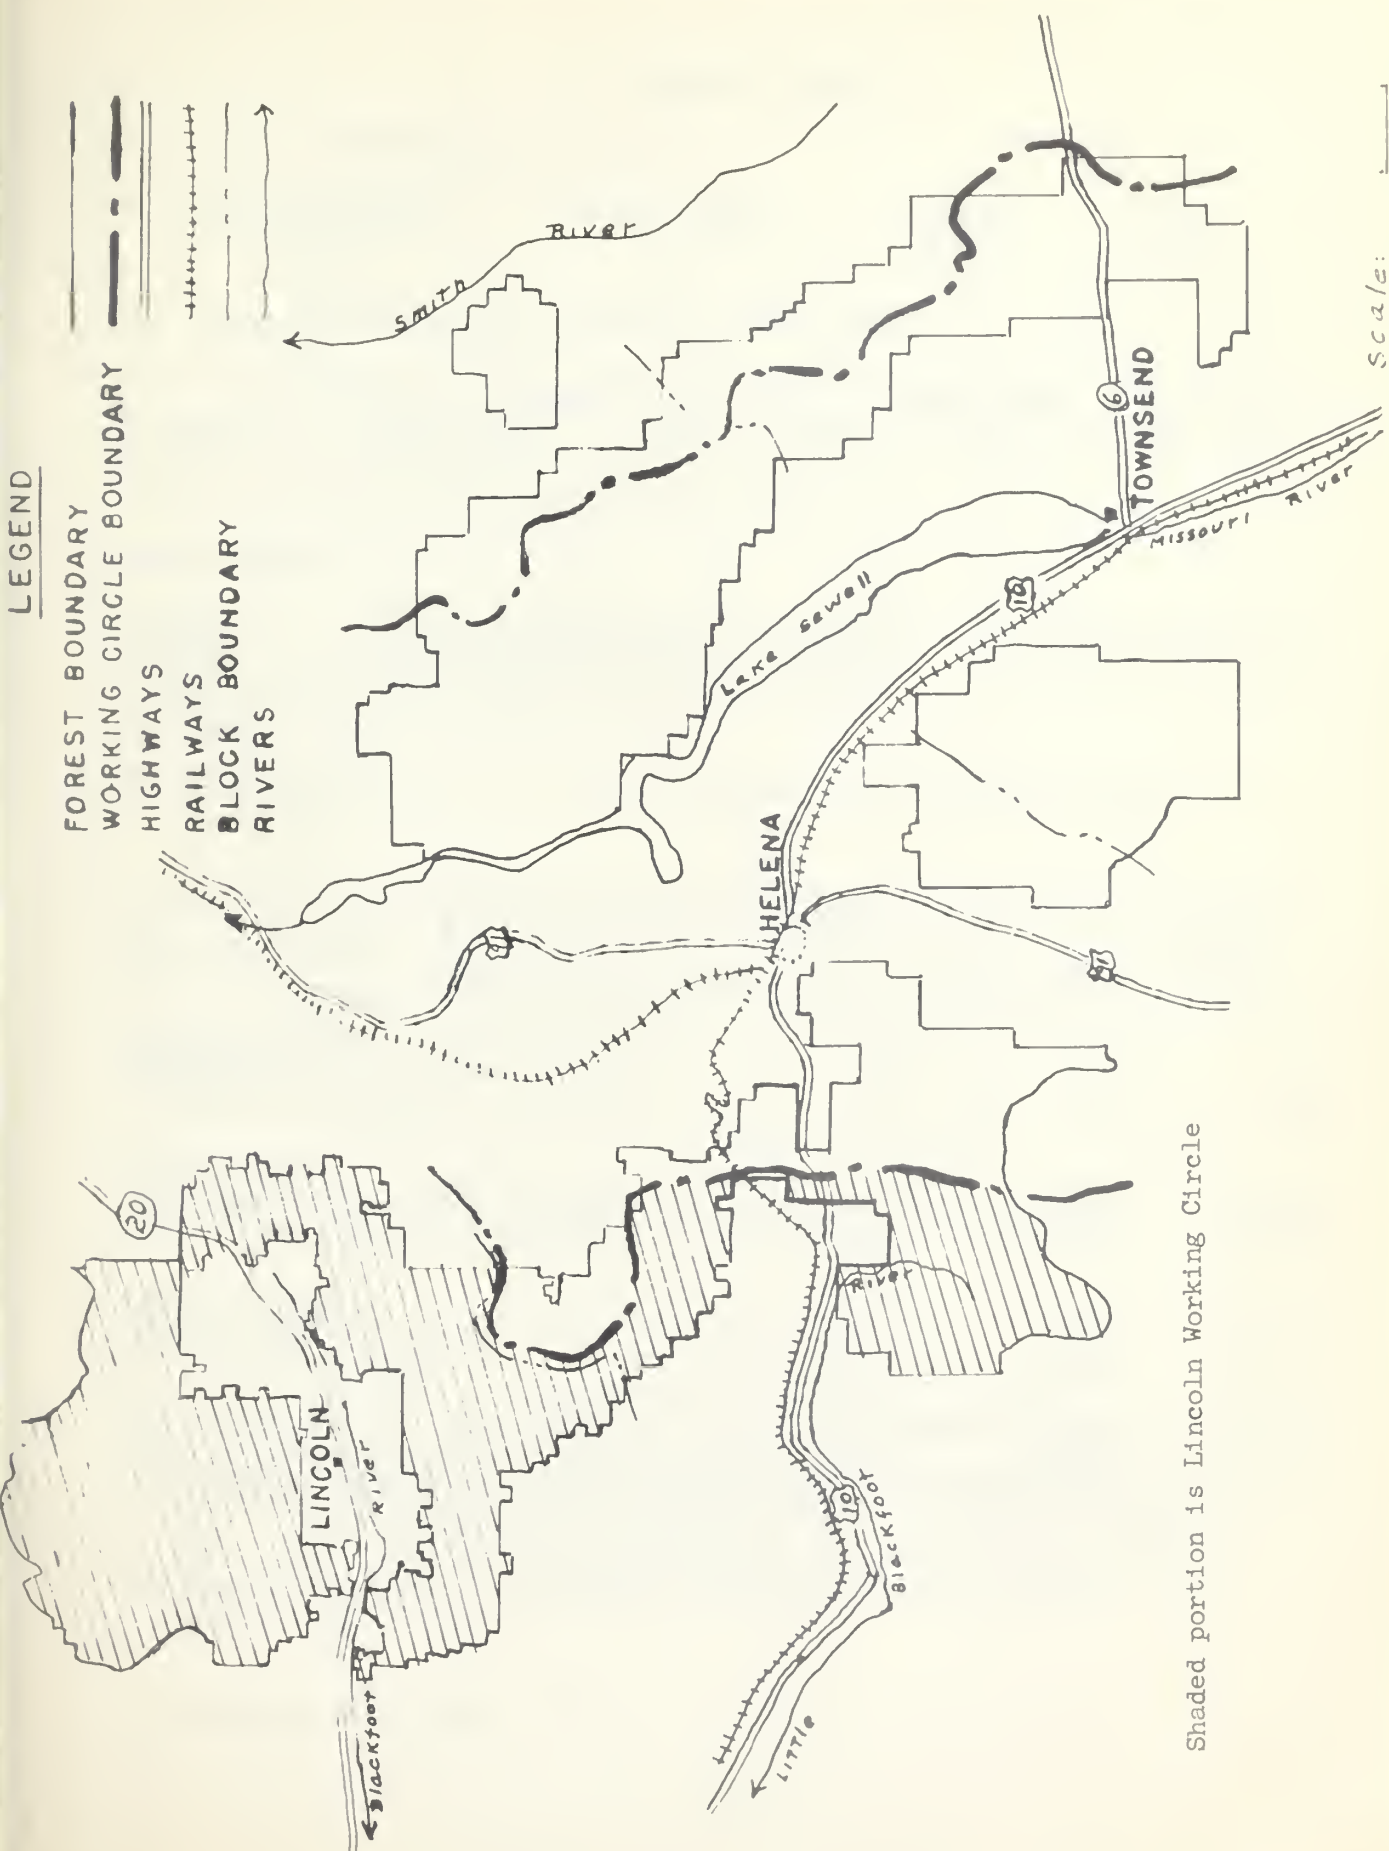 LEGEND
FOREST BOUNDARY
WORKING CIRCLE BOUNDARY
HIGHWAYS
RAILWAYS
BLOCK BOUNDARY
RIVERS
20
LINCOLN
River
Blackfoot
Smith River
91
HELENA
Lake Sewell
10
6
TOWNSEND
Missouri River
91
River
10
Little Blackfoot
Scale:
Shaded portion is Lincoln Working Circle